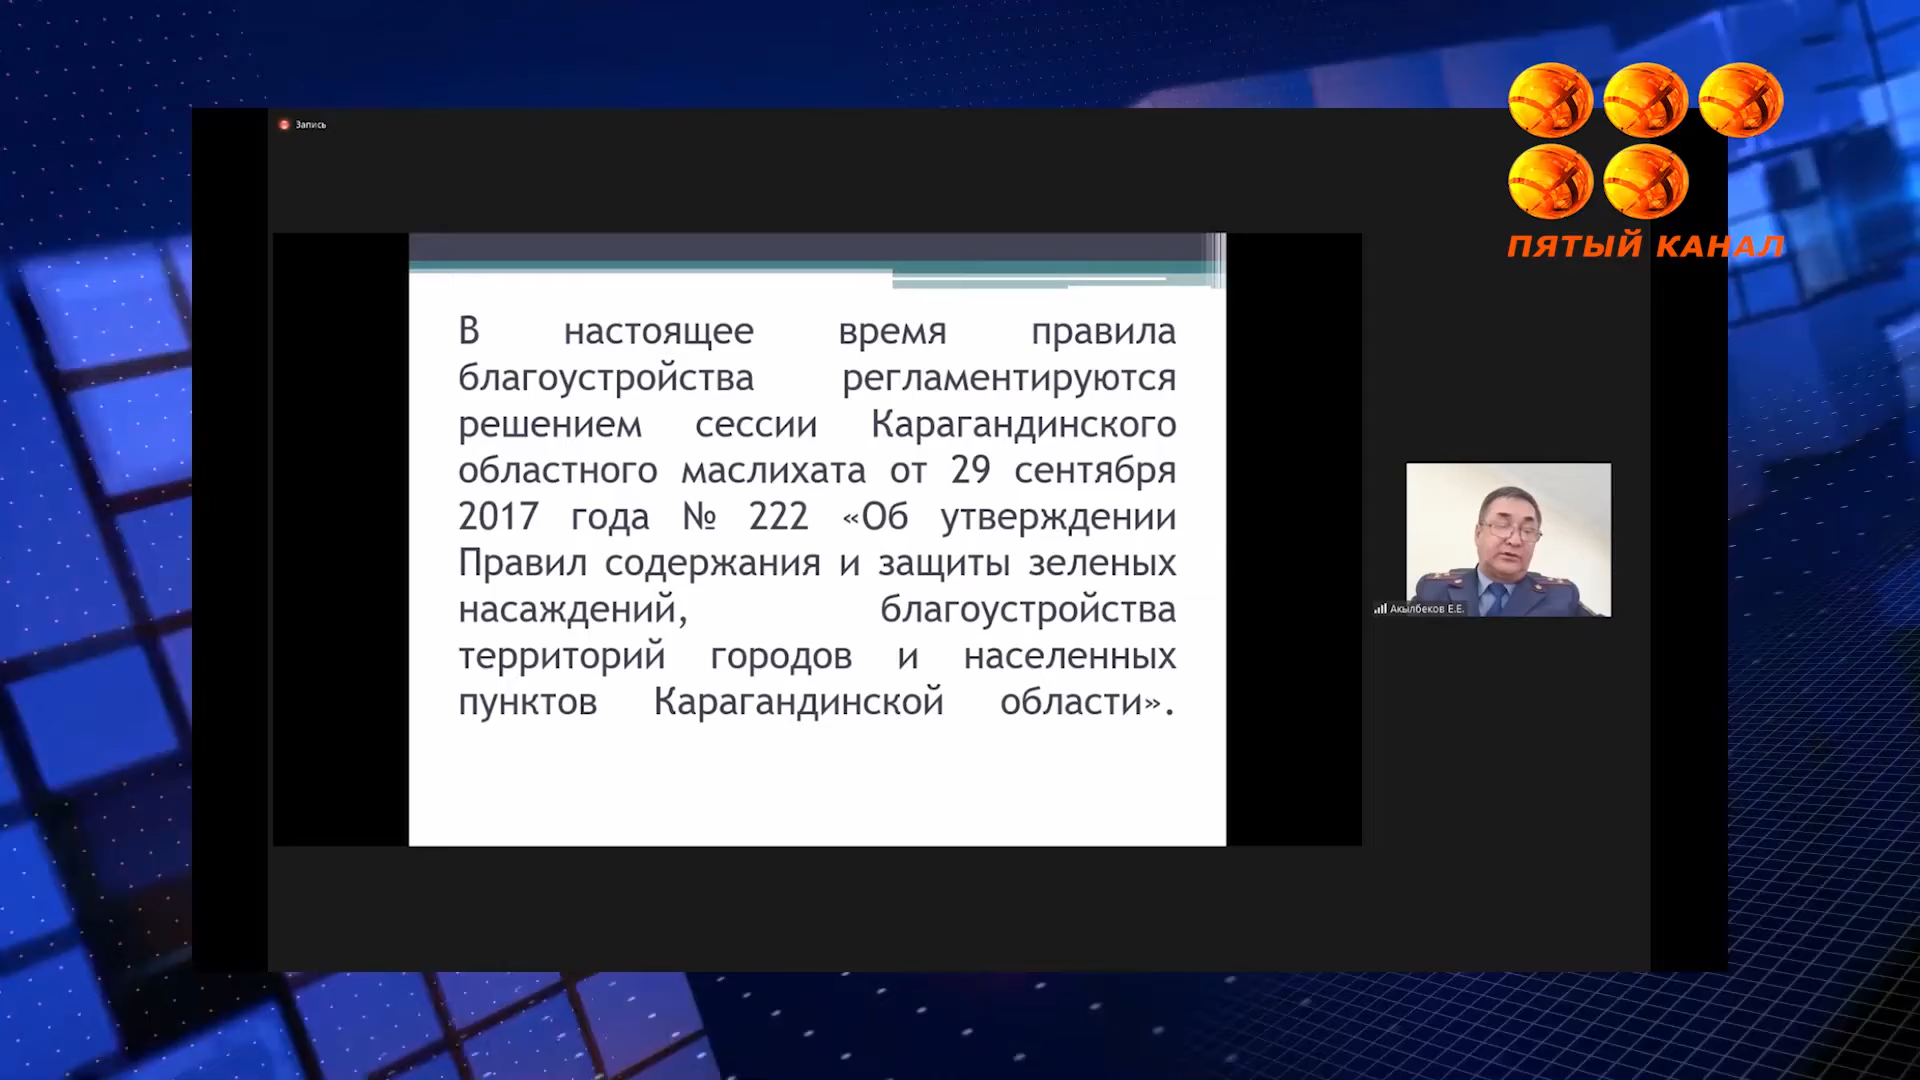 Запись
ПЯТЫЙ КАНАЛ
В настоящее время правила
благоустройства регламентируются
решением сессии Карагандинского
областного маслихата от 29 сентября
2017 года № 222 «Об утверждении
Правил содержания и защиты зеленых
насаждений, благоустройства
территорий городов и населенных
пунктов Карагандинской области».
Акылбеков Е.Е.